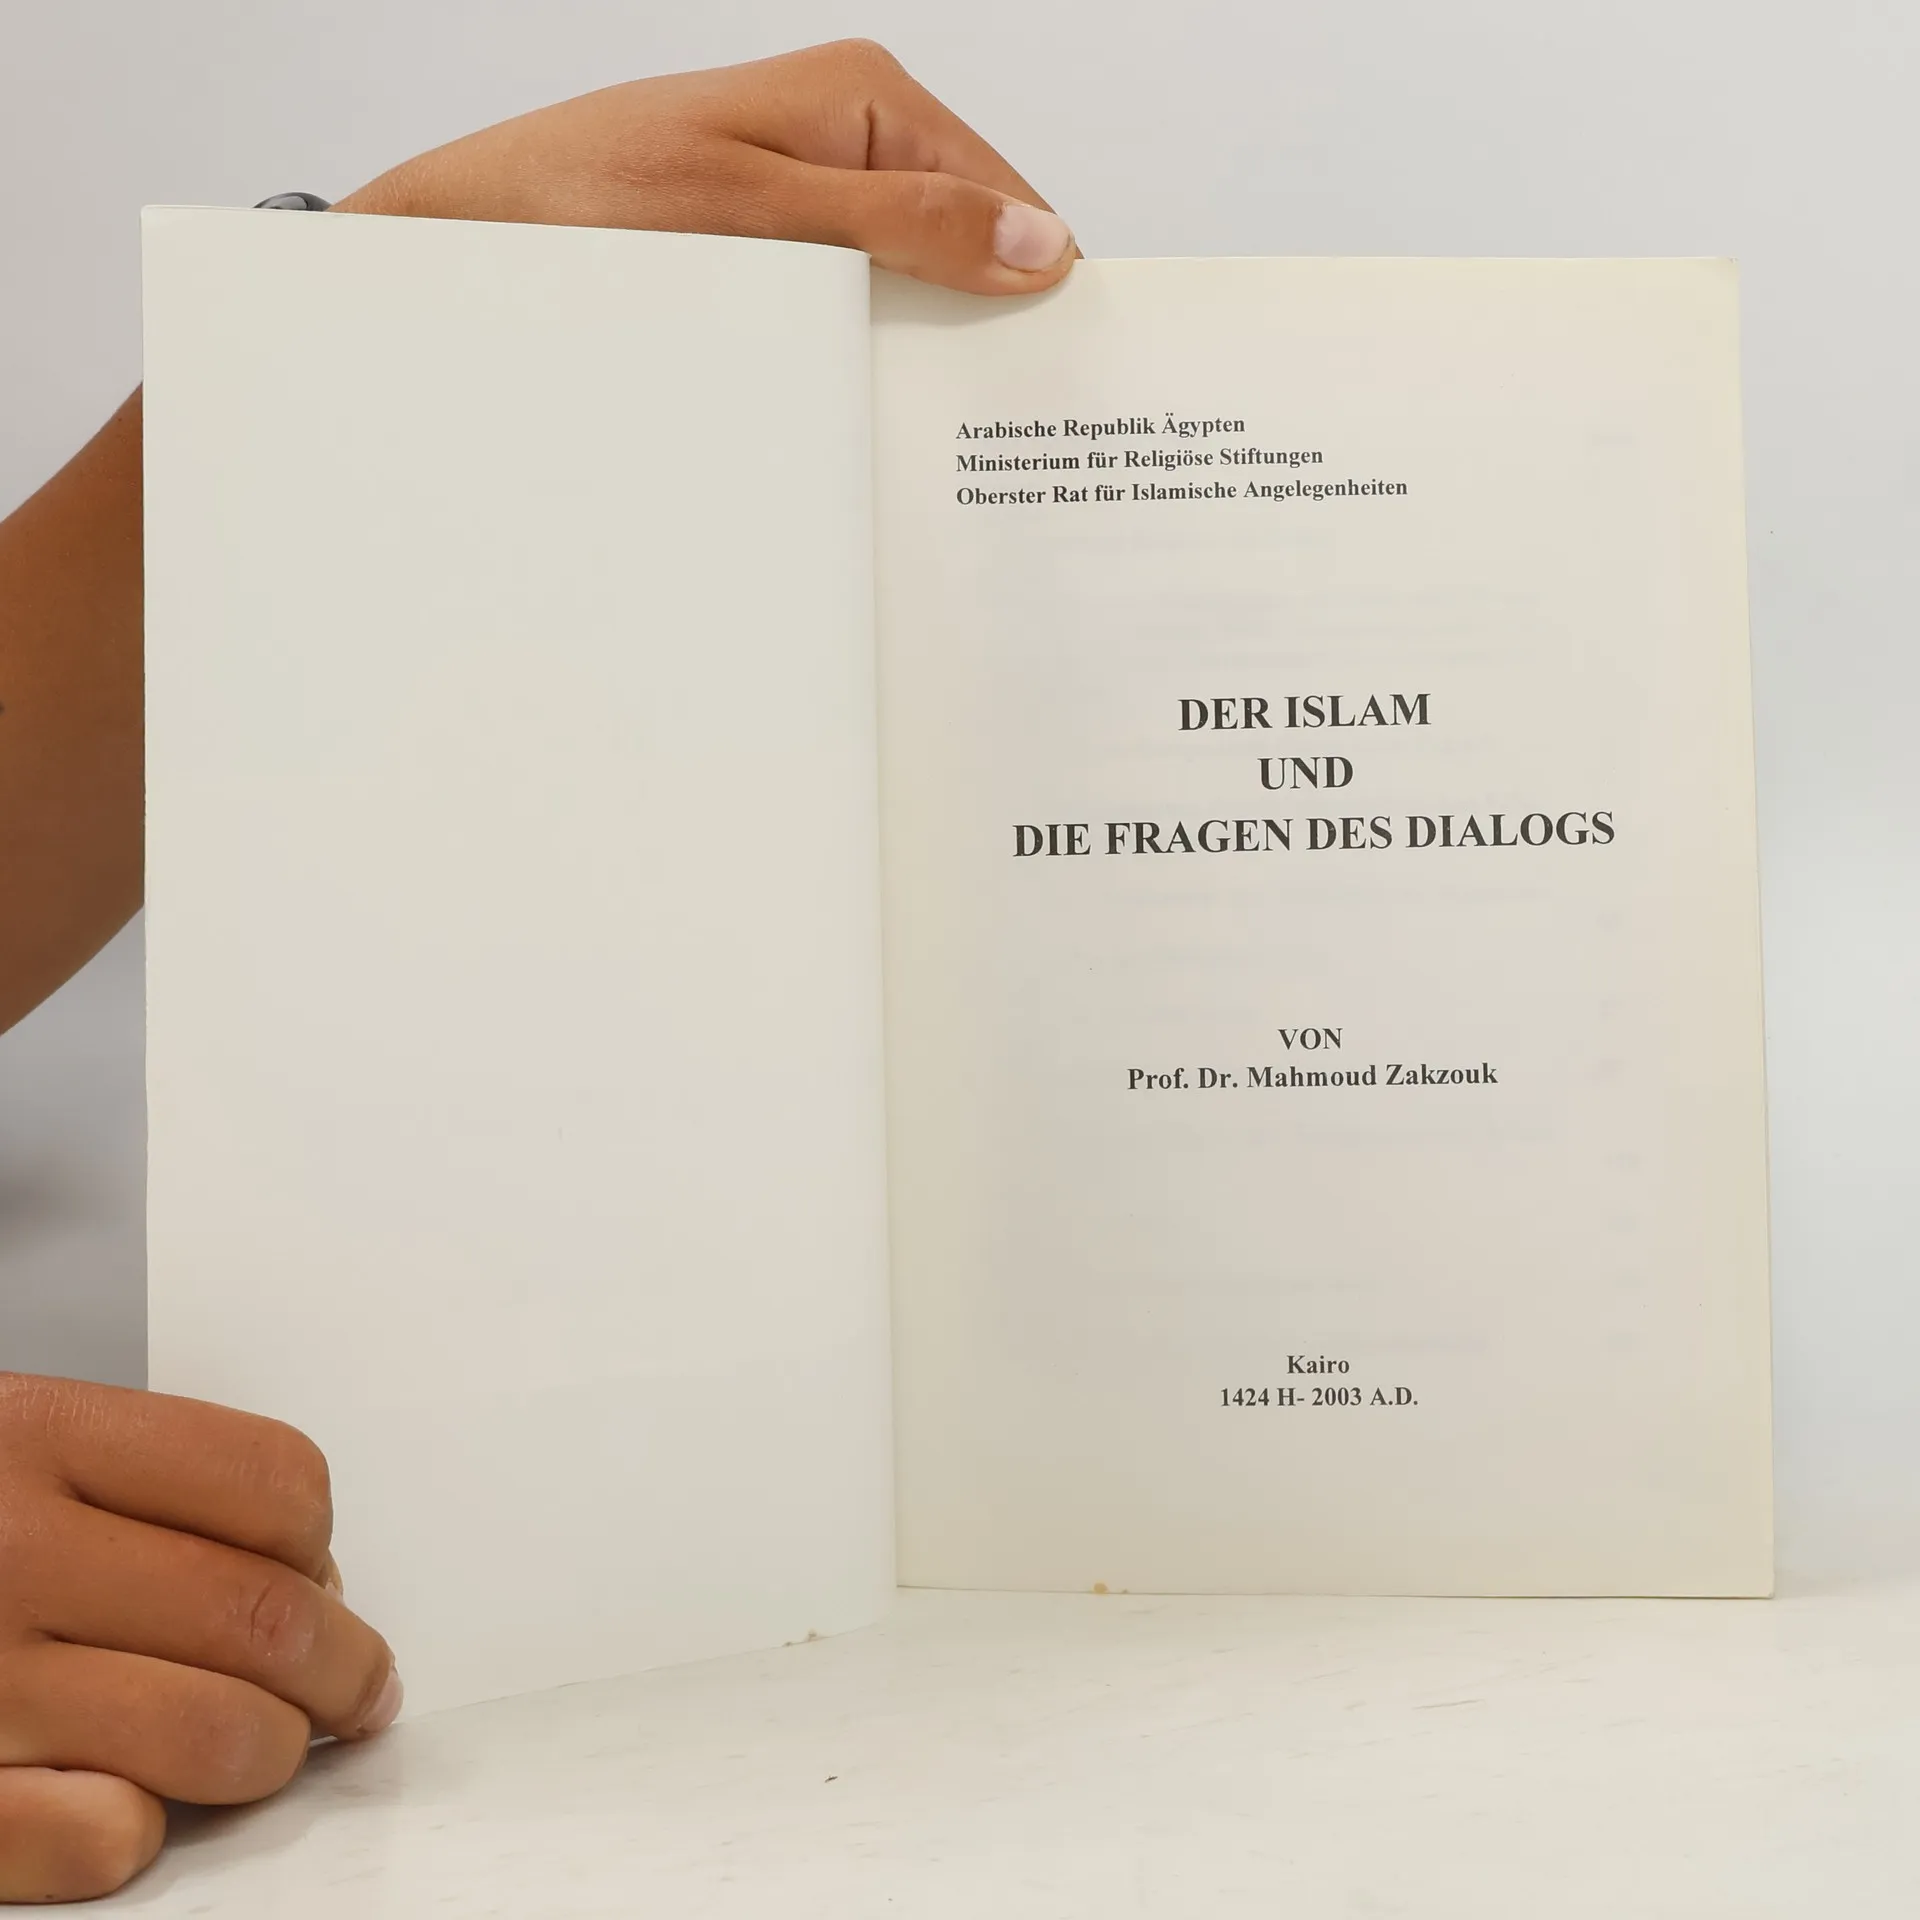 Arabische Republik Ägypten
Ministerium für Religiöse Stiftungen
Oberster Rat für Islamische Angelegenheiten
DER ISLAM
UND
DIE FRAGEN DES DIALOGS
VON
Prof. Dr. Mahmoud Zakzouk
Kairo
1424 H- 2003 A.D.